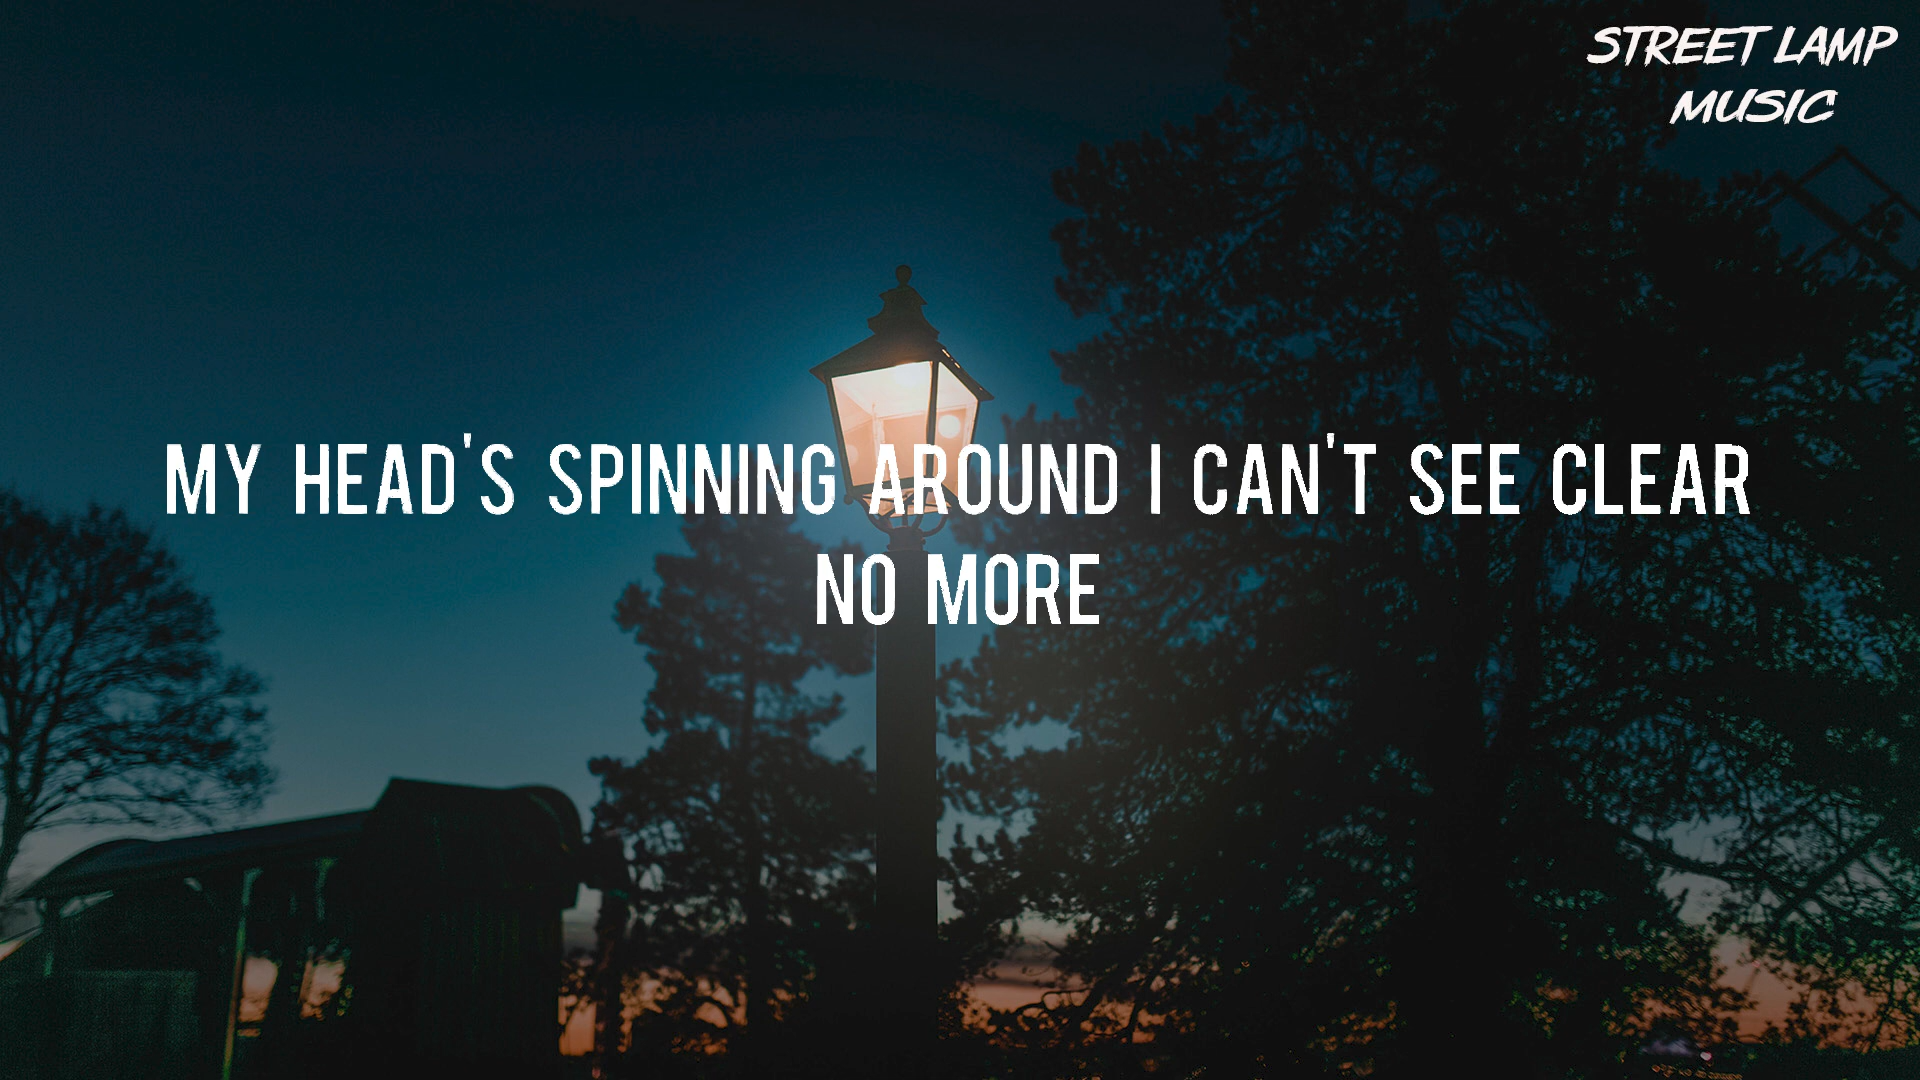 STREET LAMP
MUSIC
MY HEAD'S SPINNING AROUND I CAN'T SEE CLEAR
NO MORE